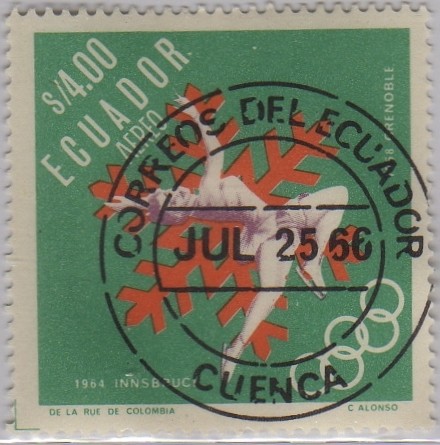 S/4.00
ECUADOR
AEREO
1968 GRENOBLE
CORREOS DEL ECUADOR
JUL 25 66
CUENCA
1964 INNSBRUCK
DE LA RUE DE COLOMBIA
C ALONSO